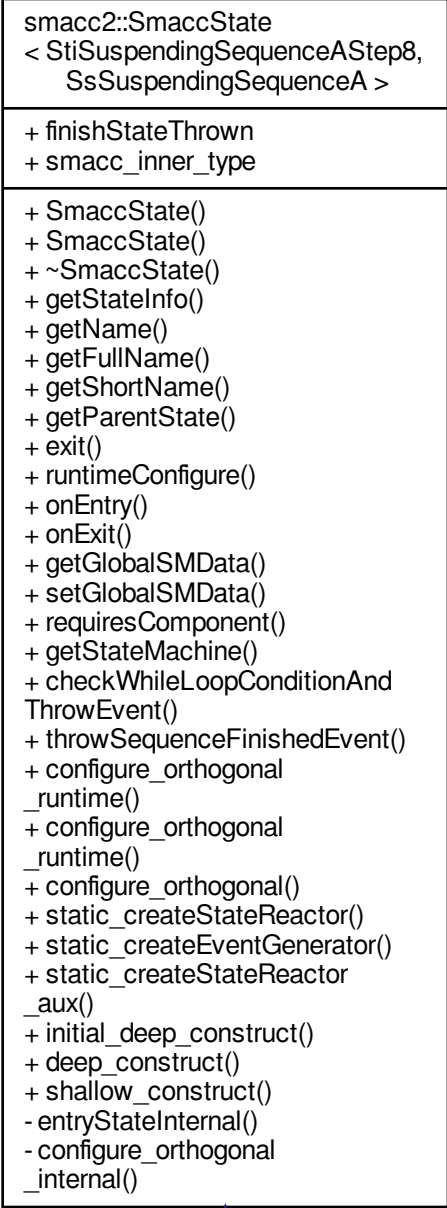 smacc2::SmaccState
< StiSuspendingSequenceAStep8,
SsSuspendingSequenceA >
+ finishStateThrown
+ smacc_inner_type
+ SmaccState()
+ SmaccState()
+ ~SmaccState()
+ getStateInfo()
+ getName()
+ getFullName()
+ getShortName()
+ getParentState()
+ exit()
+ runtimeConfigure()
+ onEntry()
+ onExit()
+ getGlobalSMData()
+ setGlobalSMData()
+ requiresComponent()
+ getStateMachine()
+ checkWhileLoopConditionAnd
ThrowEvent()
+ throwSequenceFinishedEvent()
+ configure_orthogonal
_runtime()
+ configure_orthogonal
_runtime()
+ configure_orthogonal()
+ static_createStateReactor()
+ static_createEventGenerator()
+ static_createStateReactor
_aux()
+ initial_deep_construct()
+ deep_construct()
+ shallow_construct()
- entryStateInternal()
- configure_orthogonal
_internal()